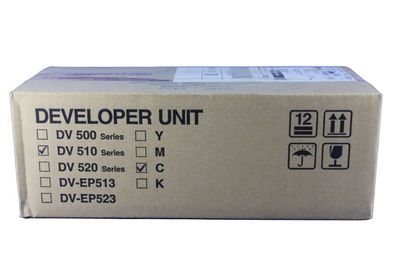 DEVELOPER UNIT
DV 500 Series Y
DV 510 Series M
DV 520 Series C
DV-EP513 K
DV-EP523
12